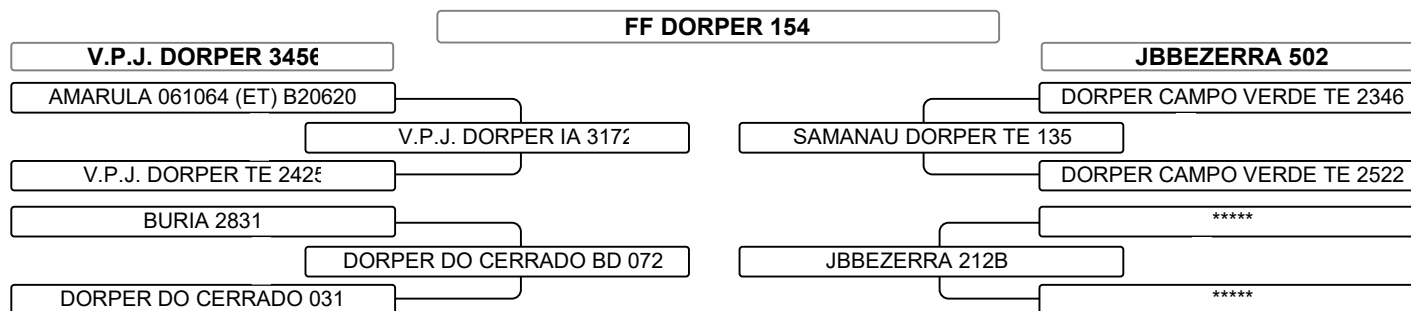 FF DORPER 154
V.P.J. DORPER 3456
JBBEZERRA 502
AMARULA 061064 (ET) B20620
DORPER CAMPO VERDE TE 2346
V.P.J. DORPER IA 3172
SAMANAU DORPER TE 135
V.P.J. DORPER TE 2425
DORPER CAMPO VERDE TE 2522
BURIA 2831
*****
DORPER DO CERRADO BD 072
JBBEZERRA 212B
DORPER DO CERRADO 031
*****